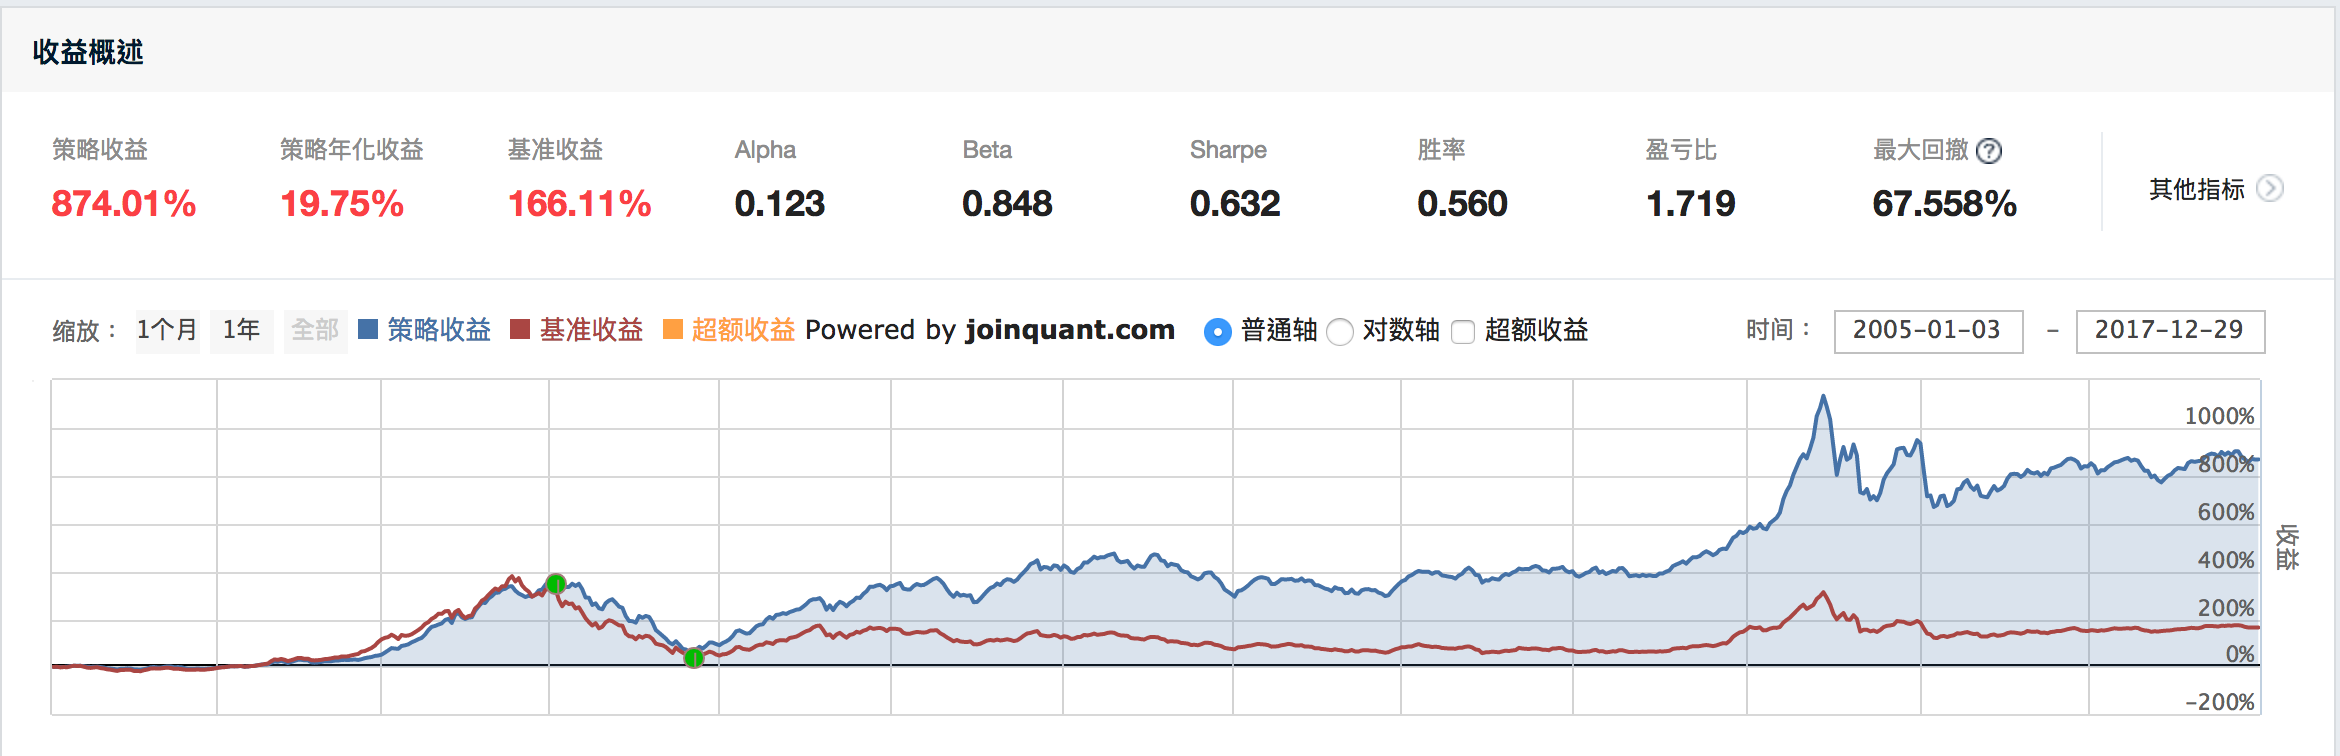 收益概述
策略收益 策略年化收益 基准收益 Alpha Beta Sharpe 胜率 盈亏比 最大回撤 ?
874.01% 19.75% 166.11% 0.123 0.848 0.632 0.560 1.719 67.558% 其他指标
缩放： 1个月 1年 全部 策略收益 基准收益 超额收益 Powered by joinquant.com 普通轴 对数轴 超额收益 时间： 2005-01-03 - 2017-12-29
1000%
800%
600%
400%
200%
0%
-200%
收益